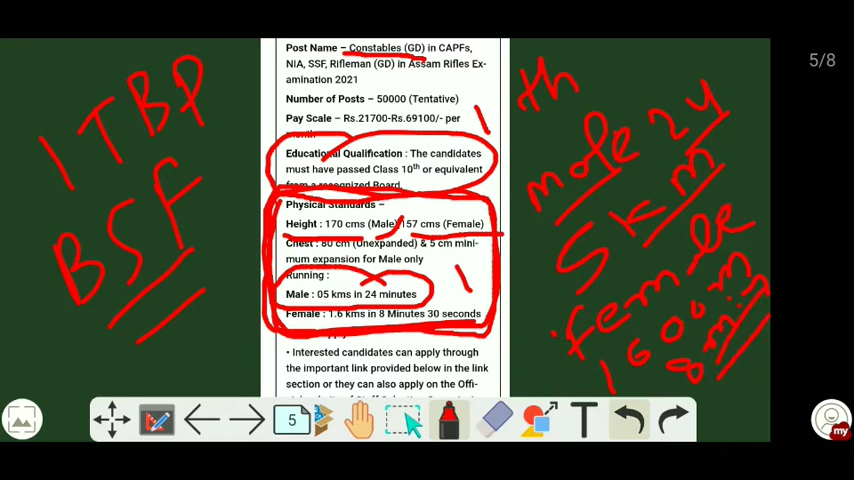 Post Name – Constables (GD) in CAPFs,
NIA, SSF, Rifleman (GD) in Assam Rifles Ex-
amination 2021
Number of Posts – 50000 (Tentative)
Pay Scale – Rs.21700-Rs.69100/- per
month
Educational Qualification : The candidates
must have passed Class 10th or equivalent
from a recognized Board.
Physical Standards –
Height : 170 cms (Male) 157 cms (Female)
Chest : 80 cm (Unexpanded) & 5 cm mini-
mum expansion for Male only
Running :
Male : 05 kms in 24 minutes
Female : 1.6 kms in 8 Minutes 30 seconds
• Interested candidates can apply through
the important link provided below in the
section or they can also apply on the Offi-
ITBP
BSF
th
male 24
5 Km
female
1600m
8 m
5/8
5
T
my